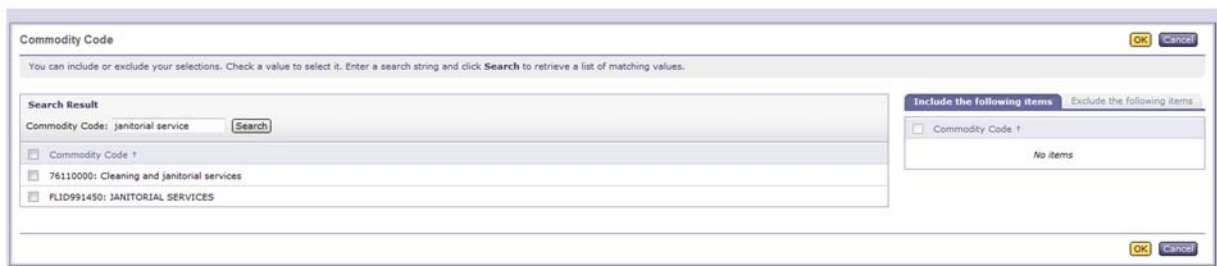 Commodity Code
OK Cancel
You can include or exclude your selections. Check a value to select it. Enter a search string and click Search to retrieve a list of matching values.
Search Result
Commodity Code: janitorial service Search
Commodity Code ↑
76110000: Cleaning and janitorial services
FLID991450: JANITORIAL SERVICES
Include the following items Exclude the following items
Commodity Code ↑
No items
OK Cancel